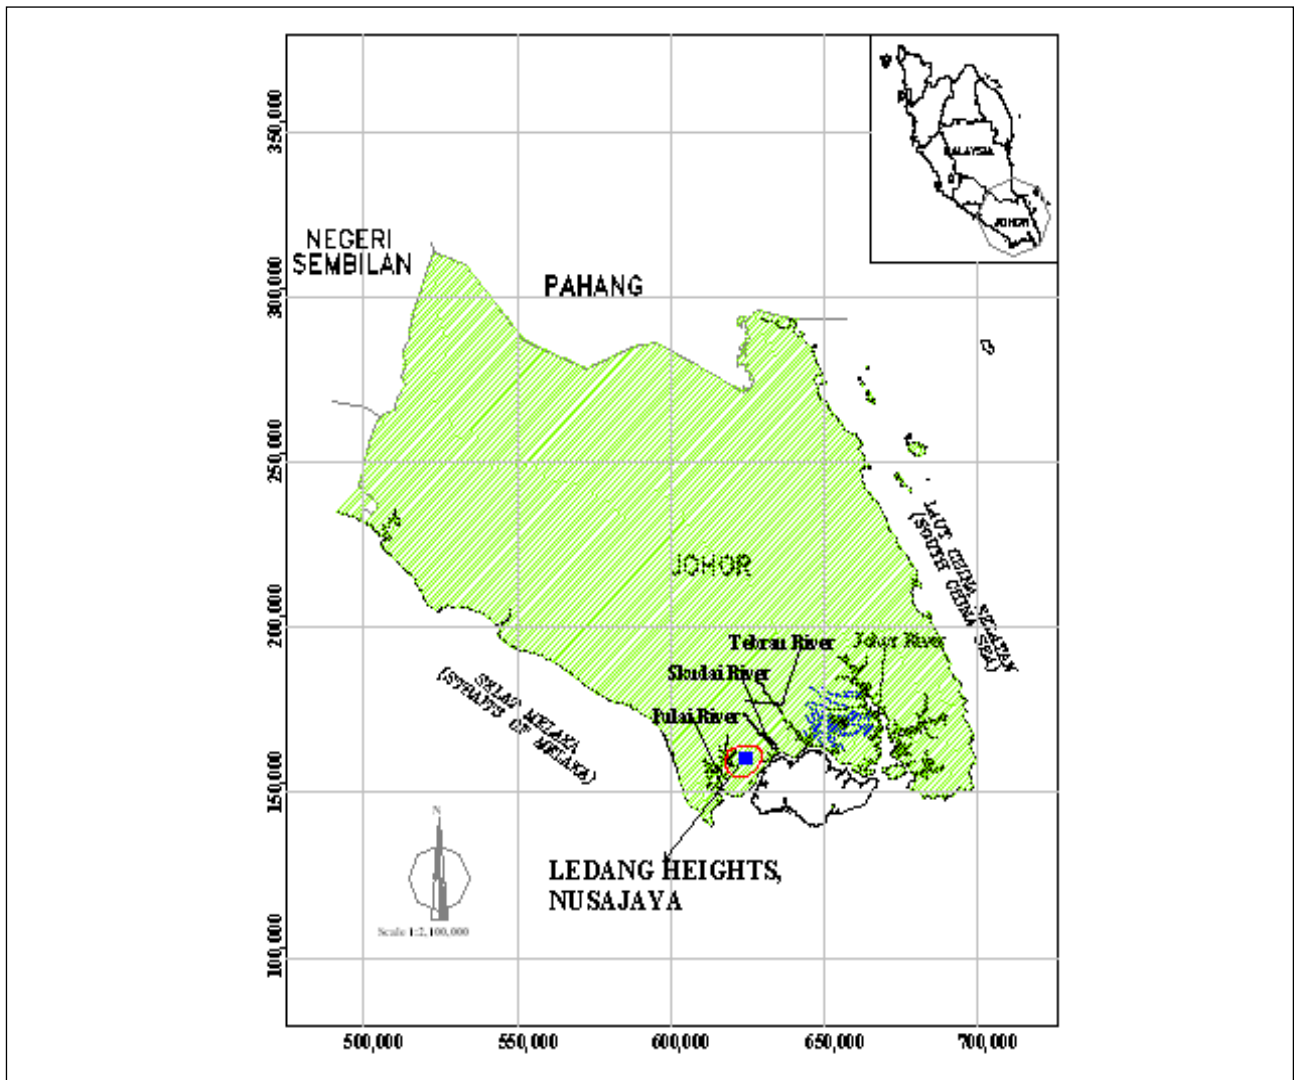 350,000
MALAYSIA
JOHOR
NEGERI
SEMBILAN
PAHANG
300,000
250,000
LAUT CHINA SELATAN
(SOUTH CHINA SEA)
JOHOR
200,000
Tebrau River
Johor River
Skudai River
SELAT MELAKA
(STRAITS OF MELAKA)
Pulai River
150,000
N
LEDANG HEIGHTS,
NUSAJAYA
Scale 1:2,100,000
100,000
500,000
550,000
600,000
650,000
700,000